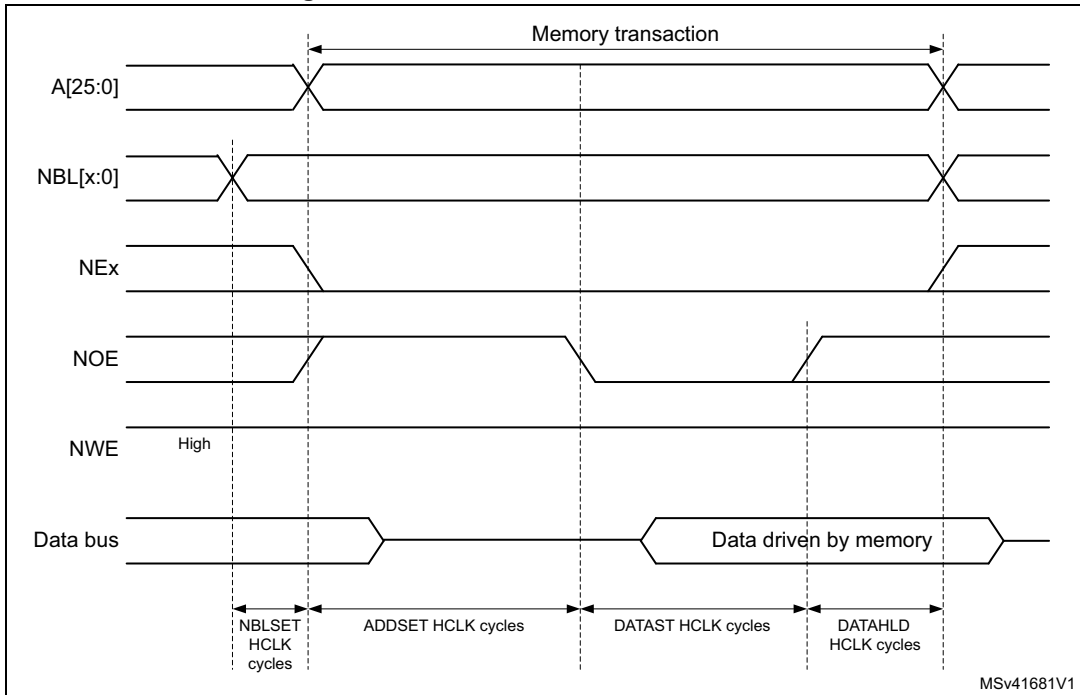 Memory transaction
A[25:0]
NBL[x:0]
NEx
NOE
High
NWE
Data bus
Data driven by memory
NBLSET
HCLK
cycles
ADDSET HCLK cycles
DATAST HCLK cycles
DATAHLD
HCLK cycles
MSv41681V1